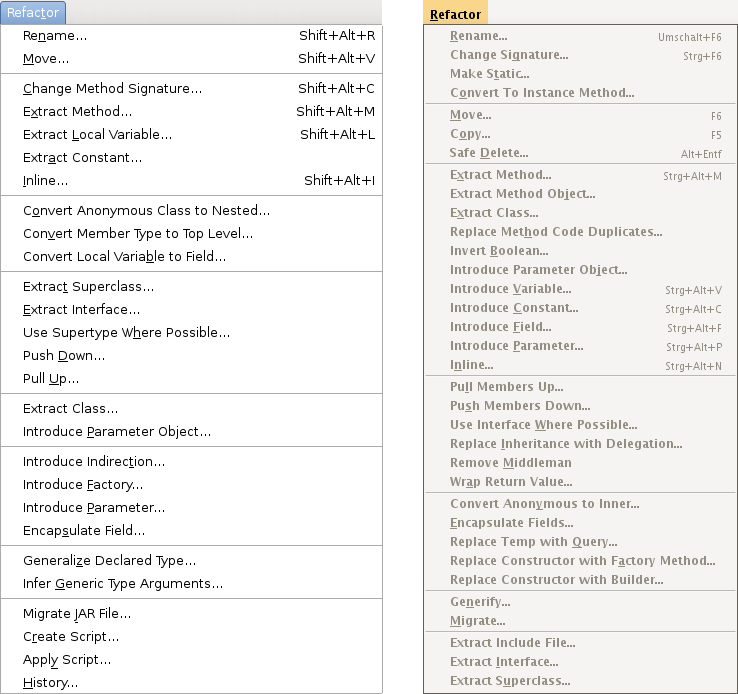 Refactor
Rename... Shift+Alt+R
Move... Shift+Alt+V
Change Method Signature... Shift+Alt+C
Extract Method... Shift+Alt+M
Extract Local Variable... Shift+Alt+L
Extract Constant...
Inline... Shift+Alt+I
Convert Anonymous Class to Nested...
Convert Member Type to Top Level...
Convert Local Variable to Field...
Extract Superclass...
Extract Interface...
Use Supertype Where Possible...
Push Down...
Pull Up...
Extract Class...
Introduce Parameter Object...
Introduce Indirection...
Introduce Factory...
Introduce Parameter...
Encapsulate Field...
Generalize Declared Type...
Infer Generic Type Arguments...
Migrate JAR File...
Create Script...
Apply Script...
History...
Refactor
Rename... Umschalt+F6
Change Signature... Strg+F6
Make Static...
Convert To Instance Method...
Move... F6
Copy... F5
Safe Delete... Alt+Entf
Extract Method... Strg+Alt+M
Extract Method Object...
Extract Class...
Replace Method Code Duplicates...
Invert Boolean...
Introduce Parameter Object...
Introduce Variable... Strg+Alt+V
Introduce Constant... Strg+Alt+C
Introduce Field... Strg+Alt+F
Introduce Parameter... Strg+Alt+P
Inline... Strg+Alt+N
Pull Members Up...
Push Members Down...
Use Interface Where Possible...
Replace Inheritance with Delegation...
Remove Middleman
Wrap Return Value...
Convert Anonymous to Inner...
Encapsulate Fields...
Replace Temp with Query...
Replace Constructor with Factory Method...
Replace Constructor with Builder...
Generify...
Migrate...
Extract Include File...
Extract Interface...
Extract Superclass...